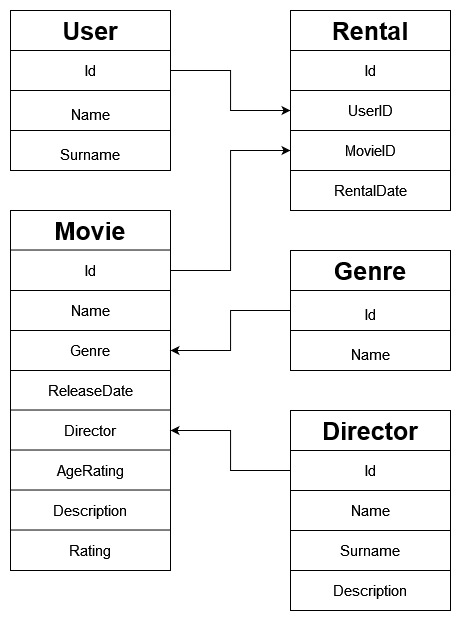 User
Id
Name
Surname
Rental
Id
UserID
MovieID
RentalDate
Movie
Id
Name
Genre
ReleaseDate
Director
AgeRating
Description
Rating
Genre
Id
Name
Director
Id
Name
Surname
Description